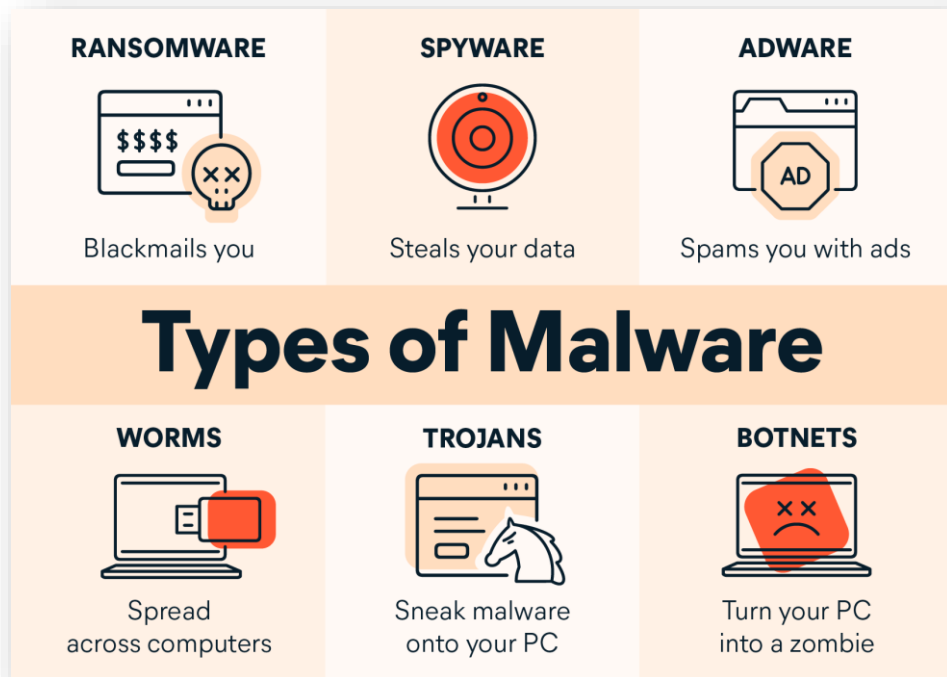 RANSOMWARE
SPYWARE
ADWARE
$$$$
AD
Blackmails you
Steals your data
Spams you with ads
Types of Malware
WORMS
TROJANS
BOTNETS
Spread
across computers
Sneak malware
onto your PC
Turn your PC
into a zombie